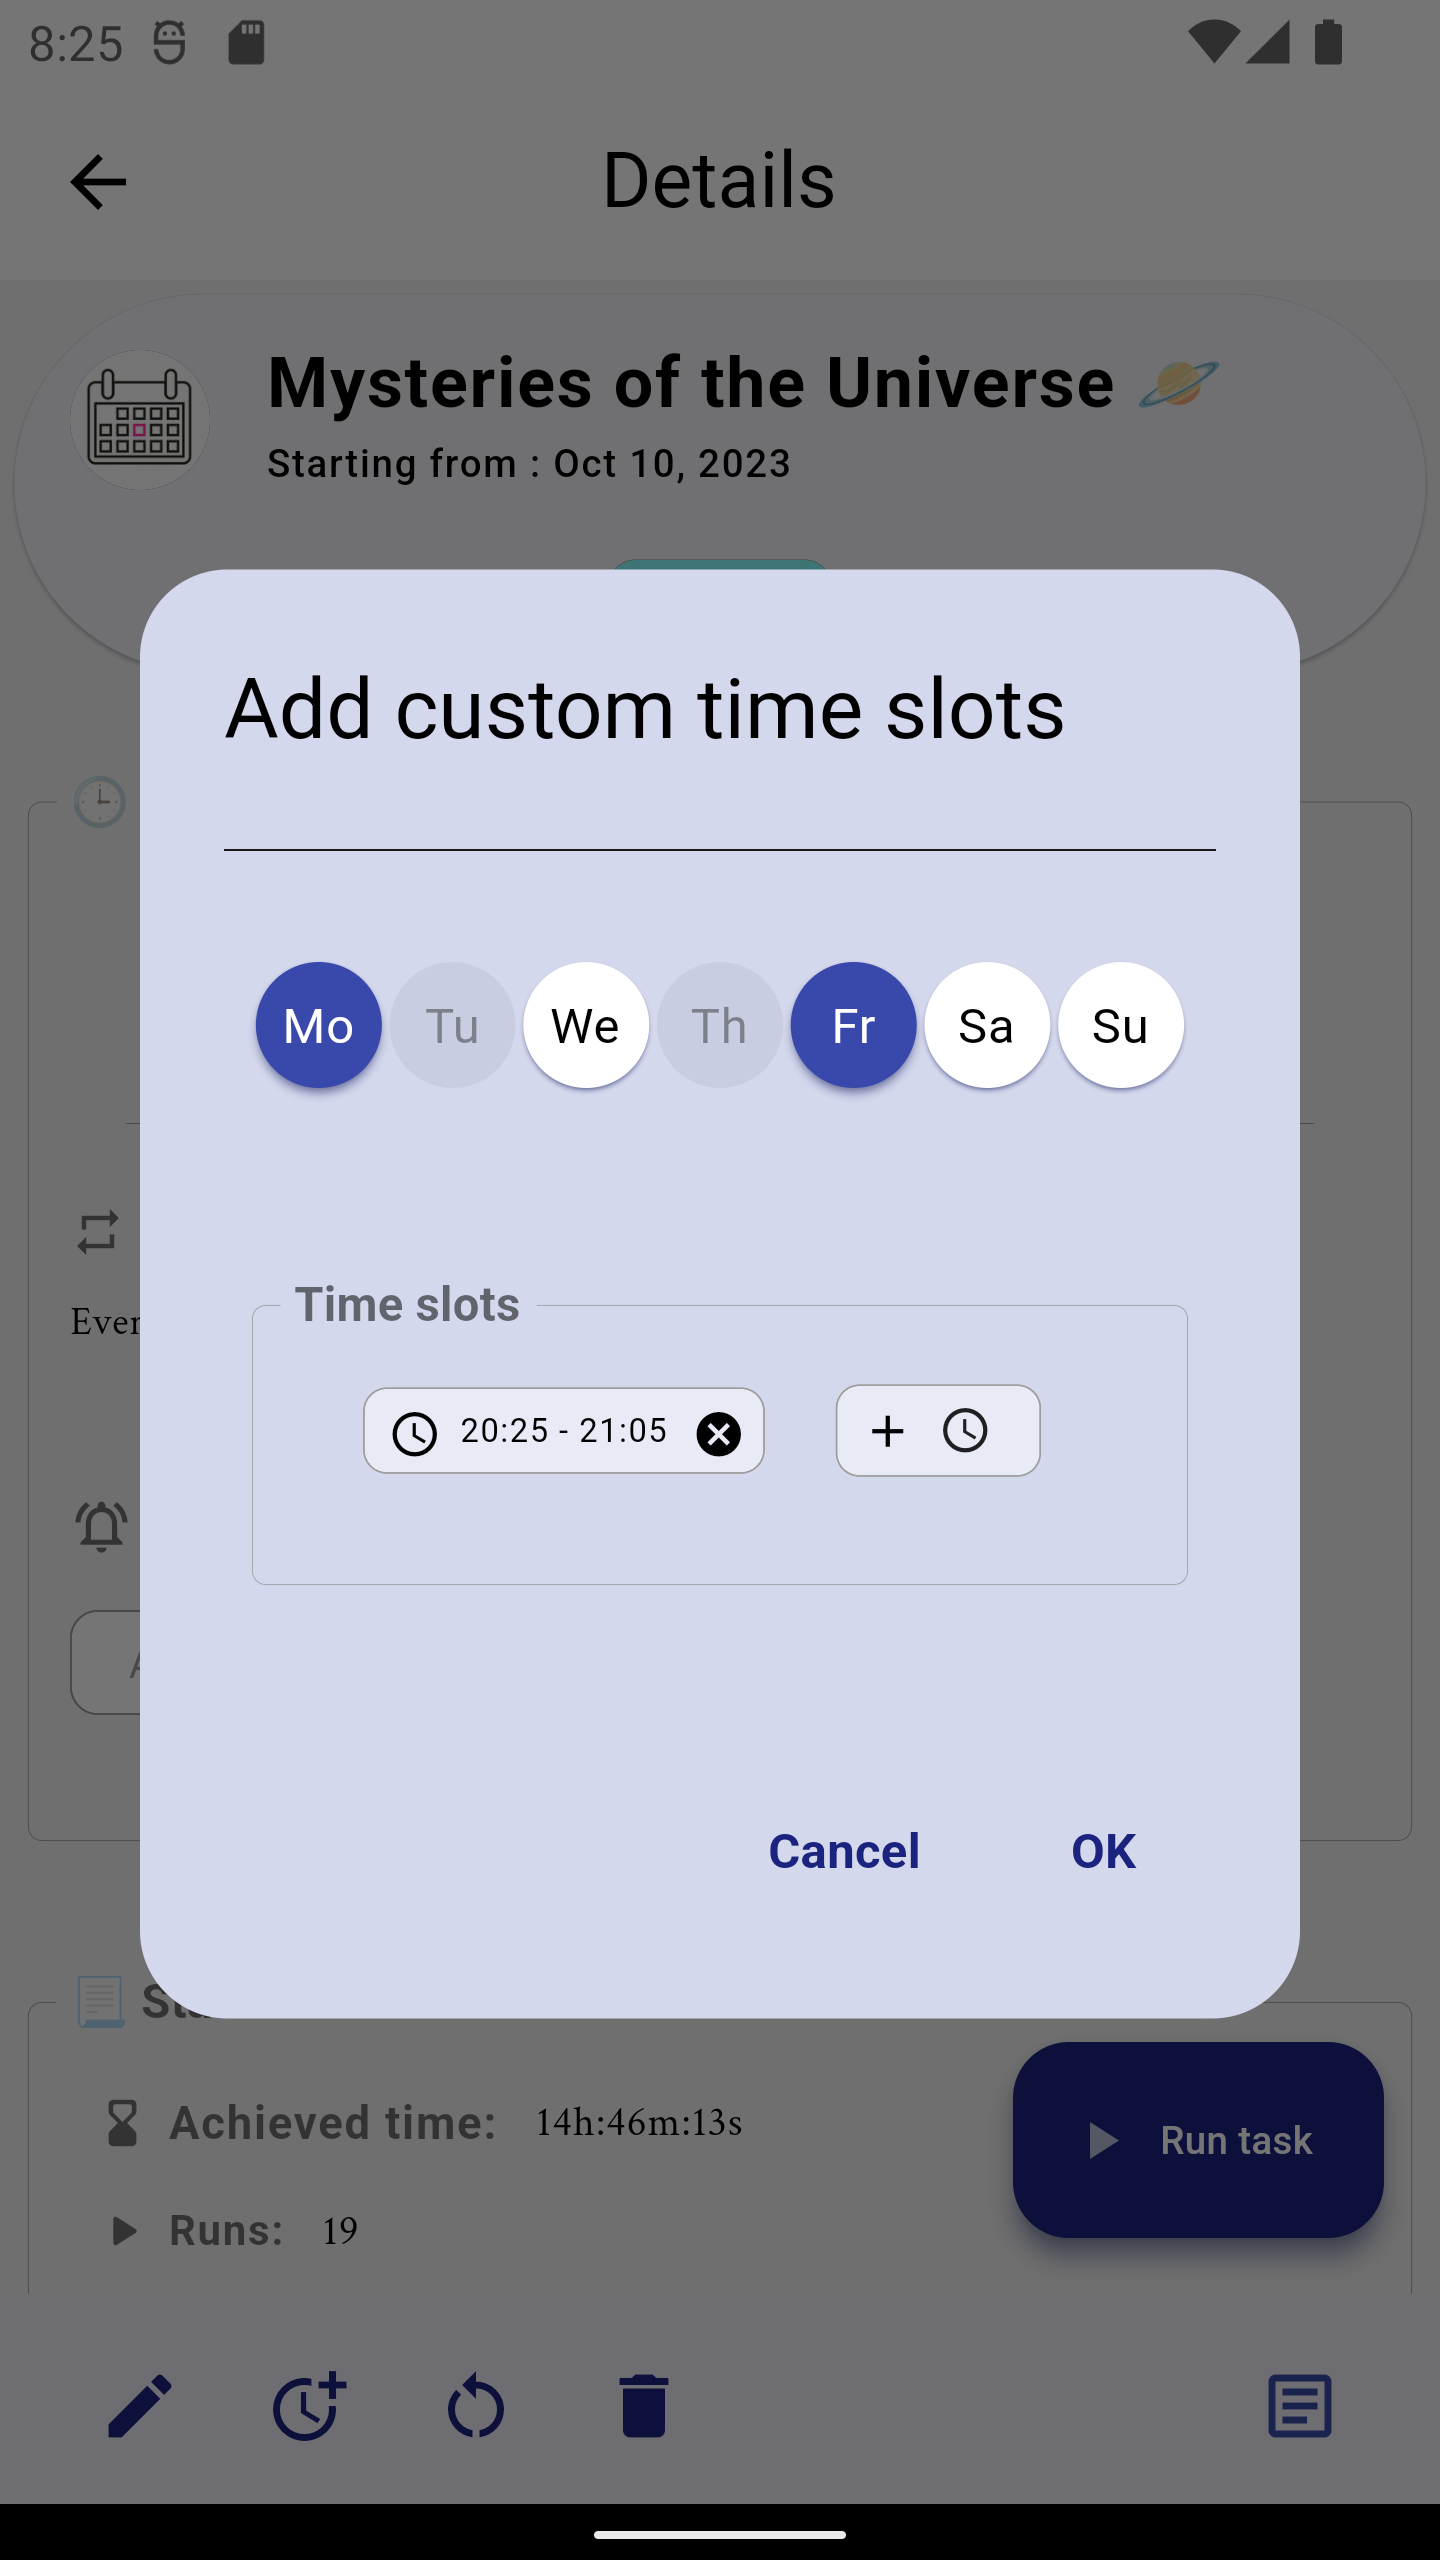 8:25
Details
Mysteries of the Universe 🪐
Starting from : Oct 10, 2023
Add custom time slots
Mo Tu We Th Fr Sa Su
Time slots
20:25 - 21:05
Cancel OK
Achieved time: 14h:46m:13s
Run task
Runs: 19